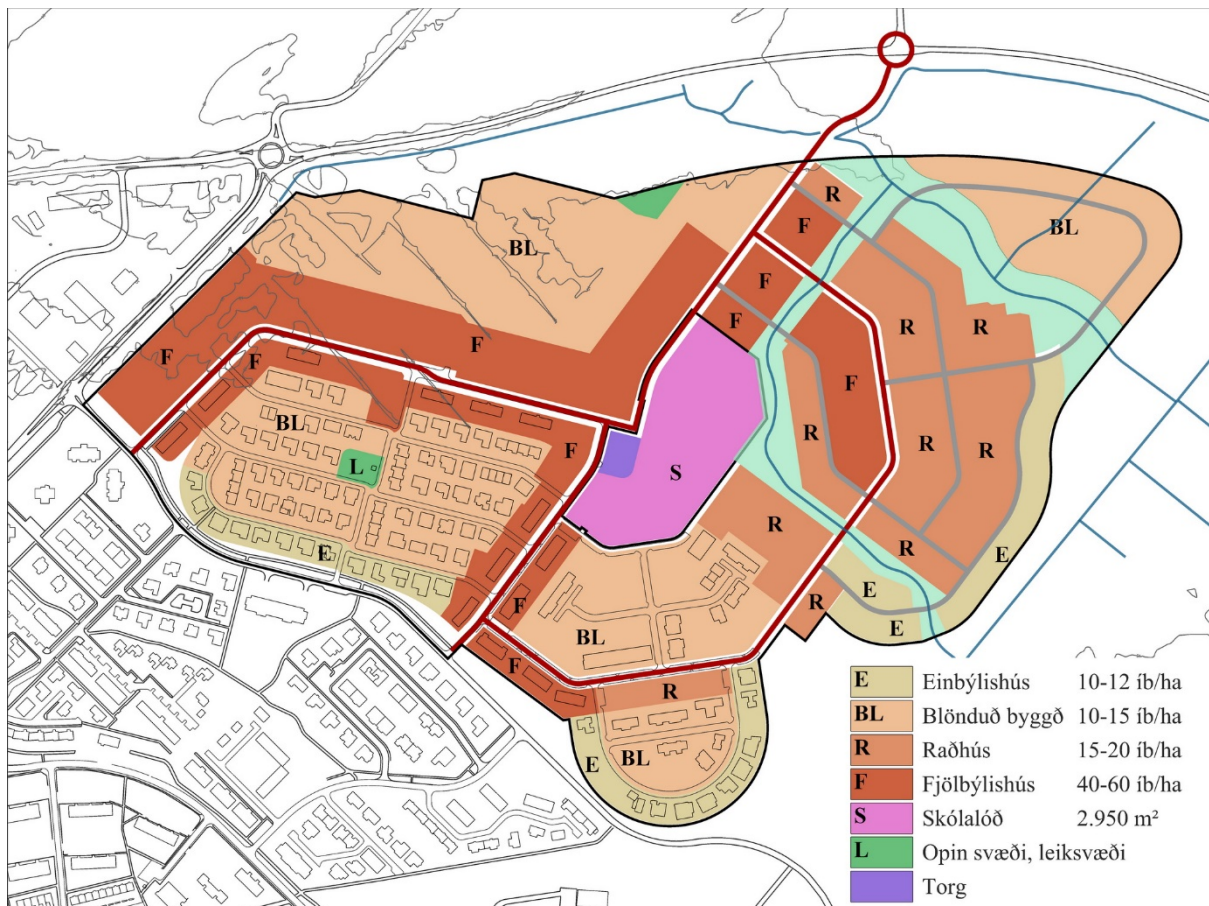 R
BL
F
BL
F
F
R
R
F
F
F
F
BL
R
F
L
R
R
R
S
E
R
R
E
E
F
R
E
BL
F
R
E
BL
E Einbýlishús 10-12 íb/ha
BL Blönduð byggð 10-15 íb/ha
R Raðhús 15-20 íb/ha
F Fjölbýlishús 40-60 íb/ha
S Skólalóð 2.950 m²
L Opin svæði, leiksvæði
Torg